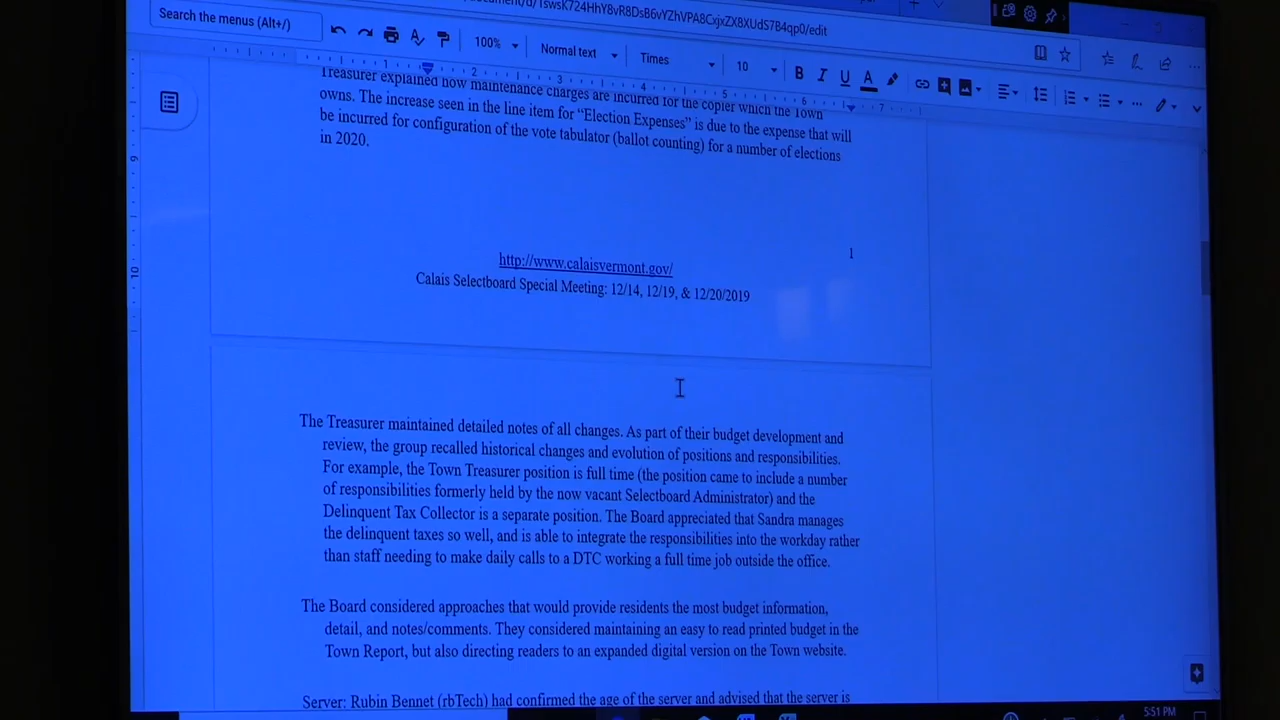 Search the menus (Alt+/)
100%
Normal text
Times
10
B I U A
1 2 3 4 5 6 7
Treasurer explained how maintenance charges are incurred for the copier which the Town
owns. The increase seen in the line item for “Election Expenses” is due to the expense that will
be incurred for configuration of the vote tabulator (ballot counting) for a number of elections
in 2020.
9
10
1
http://www.calaisvermont.gov/
Calais Selectboard Special Meeting: 12/14, 12/19, & 12/20/2019
The Treasurer maintained detailed notes of all changes. As part of their budget development and
review, the group recalled historical changes and evolution of positions and responsibilities.
For example, the Town Treasurer position is full time (the position came to include a number
of responsibilities formerly held by the now vacant Selectboard Administrator) and the
Delinquent Tax Collector is a separate position. The Board appreciated that Sandra manages
the delinquent taxes so well, and is able to integrate the responsibilities into the workday rather
than staff needing to make daily calls to a DTC working a full time job outside the office.
The Board considered approaches that would provide residents the most budget information,
detail, and notes/comments. They considered maintaining an easy to read printed budget in the
Town Report, but also directing readers to an expanded digital version on the Town website.
Server: Rubin Bennet (rbTech) had confirmed the age of the server and advised that the server is
5:51 PM